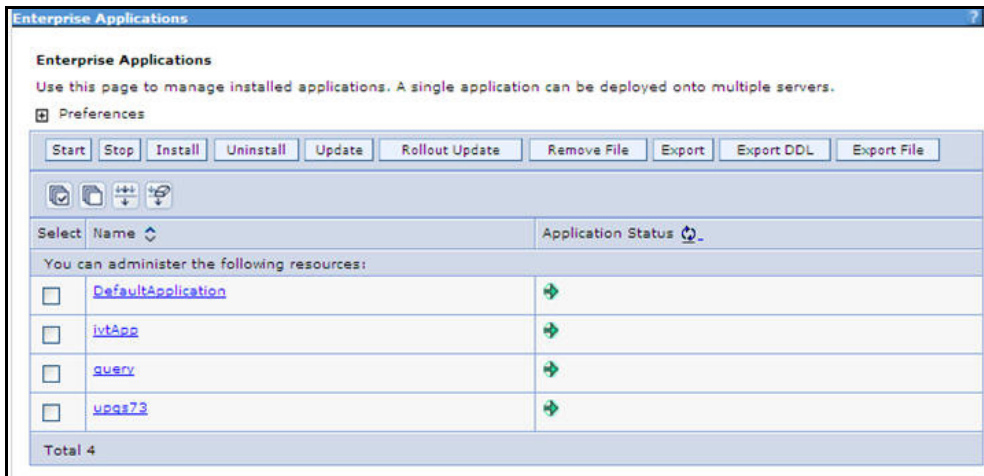 Enterprise Applications ?
Enterprise Applications
Use this page to manage installed applications. A single application can be deployed onto multiple servers.
Preferences
Start Stop Install Uninstall Update Rollout Update Remove File Export Export DDL Export File
Select Name Application Status
You can administer the following resources:
DefaultApplication
ivtApp
query
upgs73
Total 4